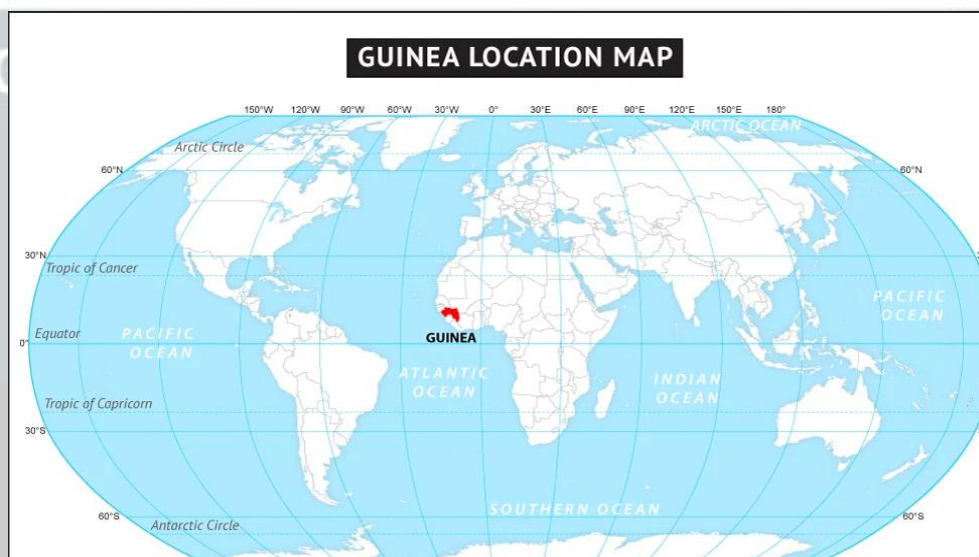 GUINEA LOCATION MAP
150°W 120°W 90°W 60°W 30°W 0° 30°E 60°E 90°E 120°E 150°E 180°
ARCTIC OCEAN
Arctic Circle
60°N 60°N
30°N
Tropic of Cancer
PACIFIC
OCEAN
Equator
0°
PACIFIC
OCEAN
GUINEA
ATLANTIC
OCEAN
INDIAN
OCEAN
Tropic of Capricorn
30°S
SOUTHERN OCEAN
60°S 60°S
Antarctic Circle